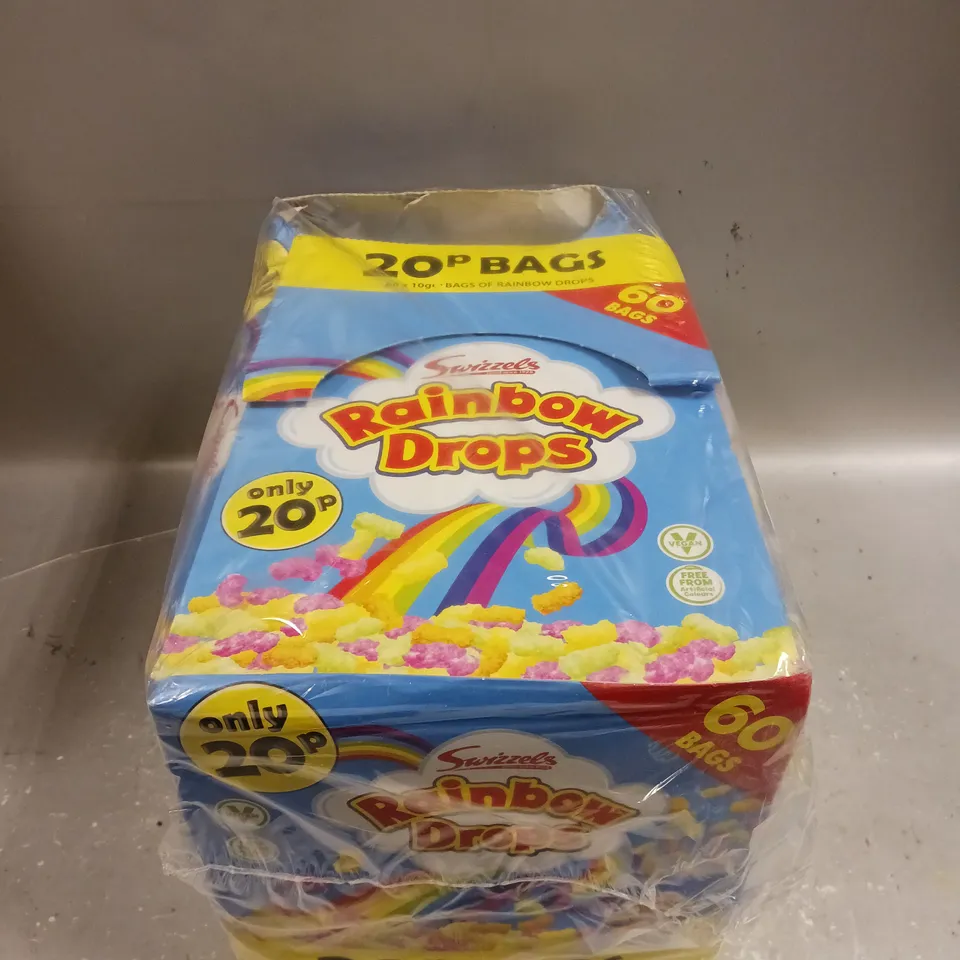 20p BAGS
60 x 10ge • BAGS OF RAINBOW DROPS
60
BAGS
Swizzels
Rainbow
Drops
only
20p
VEGAN
FREE
FROM
Artificial
Colours
only
20p
60
BAGS
Swizzels
Rainbow
Drops